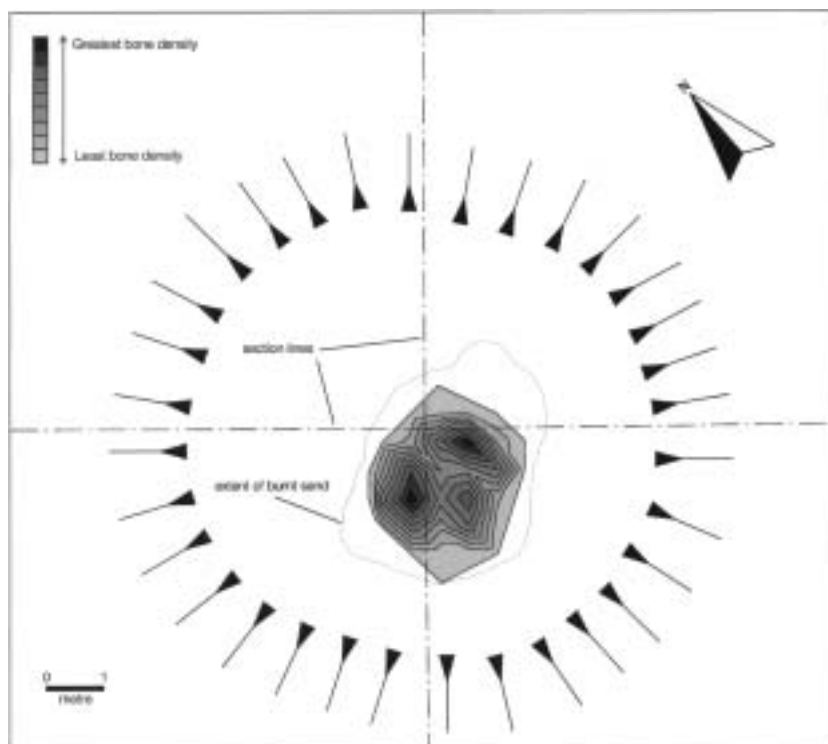 Greatest bone density
Least bone density
N
section lines
extent of burnt sand
0 1
metre